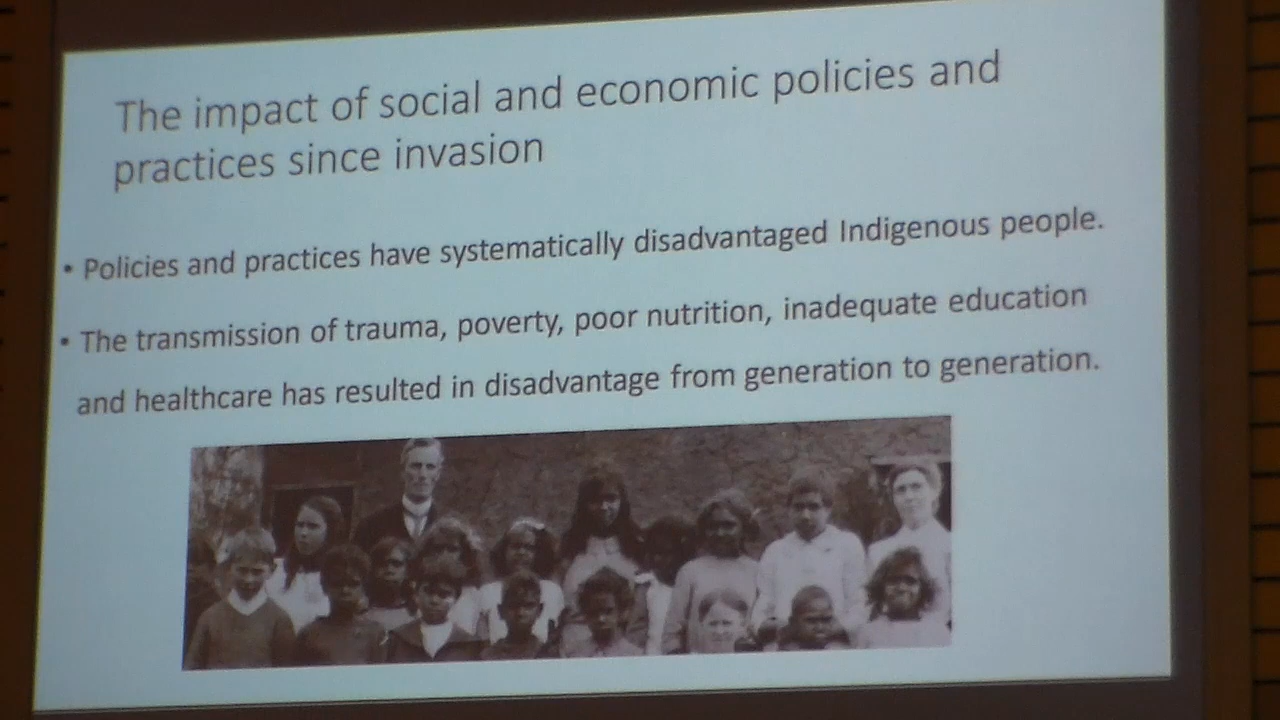 The impact of social and economic policies and
practices since invasion
• Policies and practices have systematically disadvantaged Indigenous people.
• The transmission of trauma, poverty, poor nutrition, inadequate education
and healthcare has resulted in disadvantage from generation to generation.